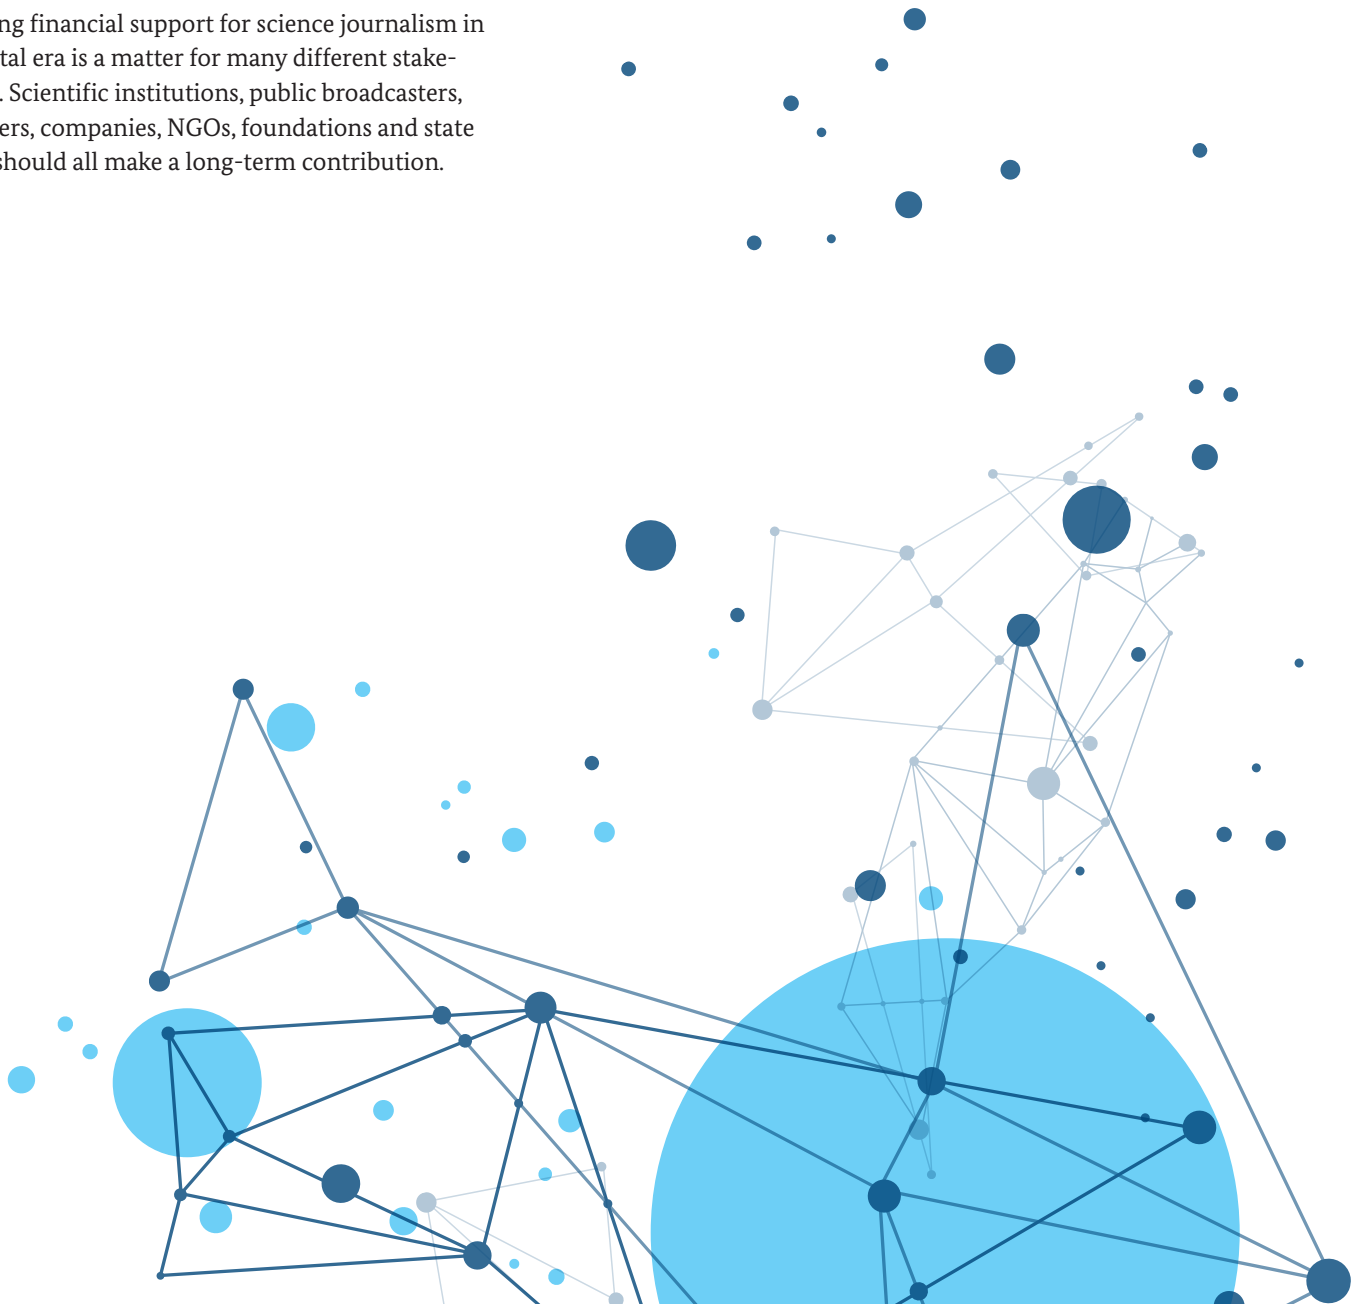 ng financial support for science journalism in
tal era is a matter for many different stake-
. Scientific institutions, public broadcasters,
ers, companies, NGOs, foundations and state
should all make a long-term contribution.